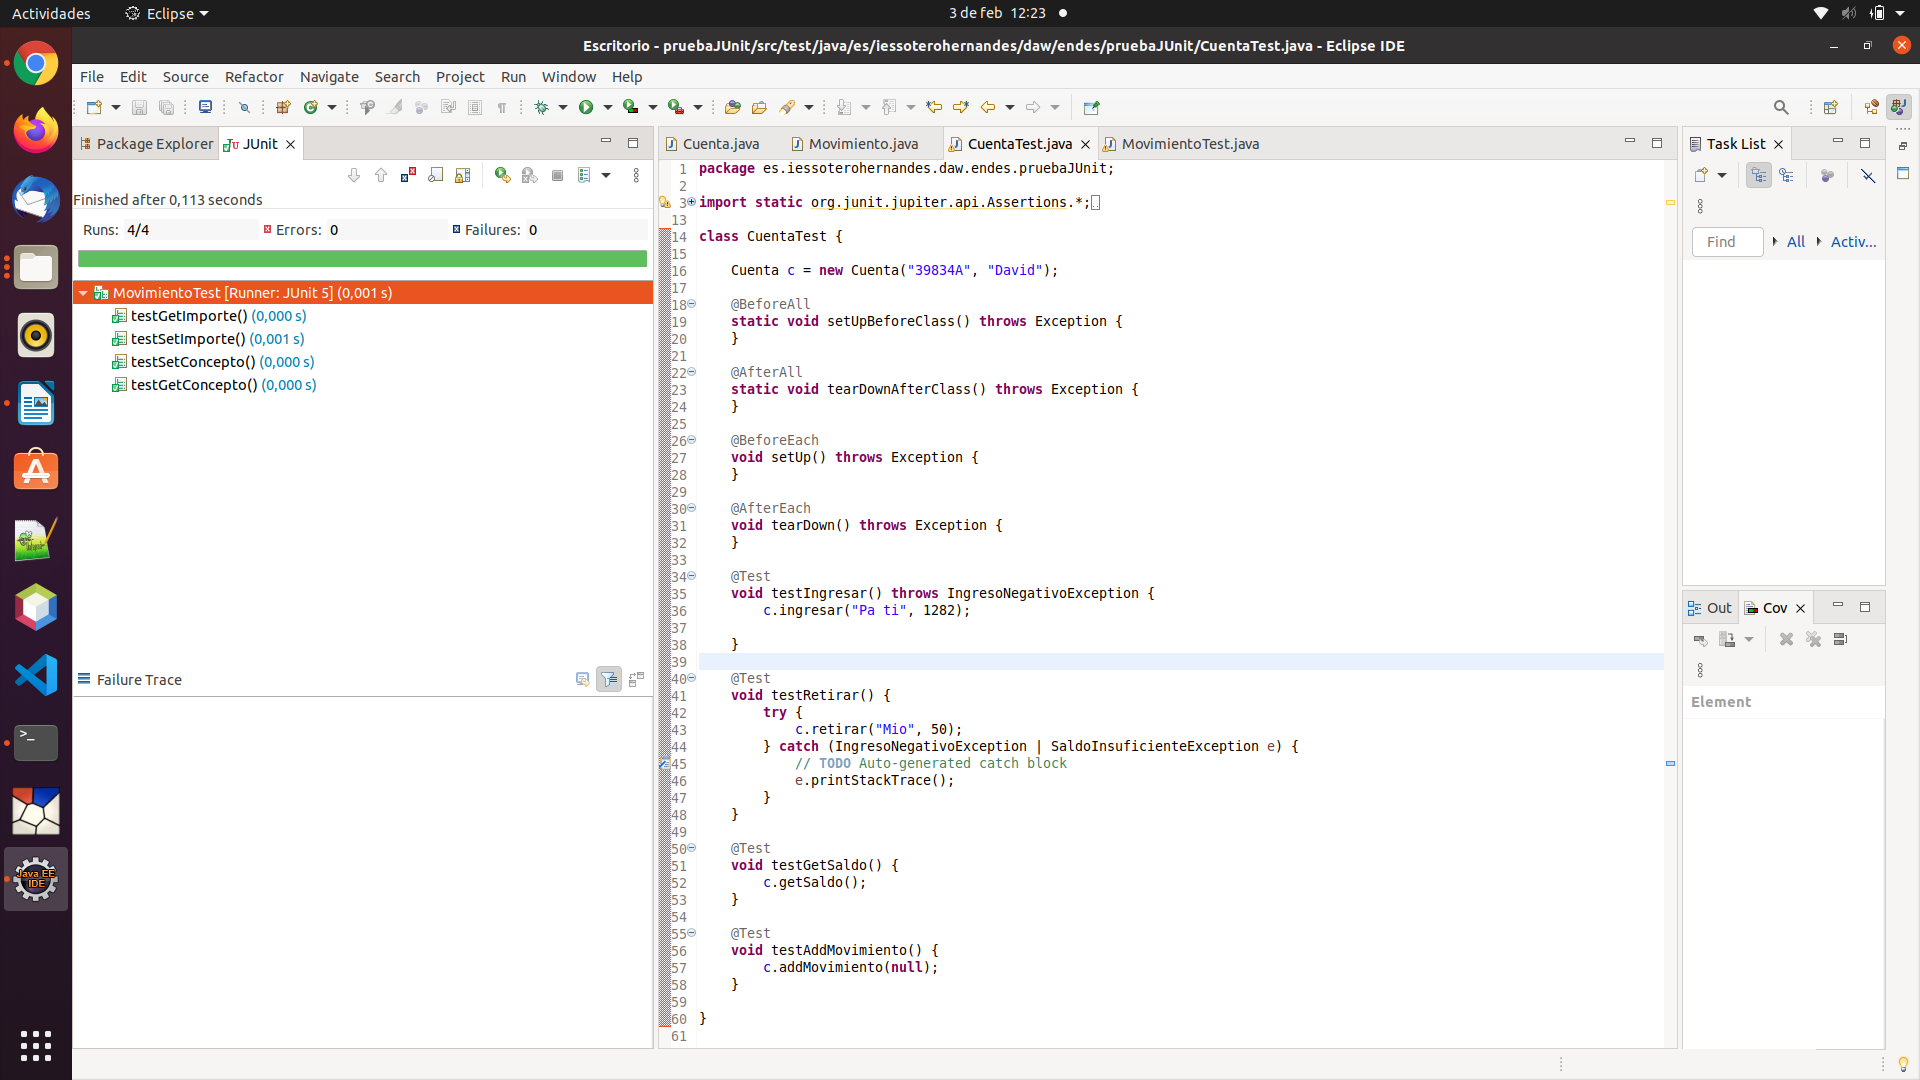 Actividades
Eclipse
3 de feb 12:23
Escritorio - pruebaJUnit/src/test/java/es/iessoterohernandes/daw/endes/pruebaJUnit/CuentaTest.java - Eclipse IDE
File Edit Source Refactor Navigate Search Project Run Window Help
Package Explorer
JUnit
Finished after 0,113 seconds
Runs: 4/4
Errors: 0
Failures: 0
MovimientoTest [Runner: JUnit 5] (0,001 s)
testGetImporte() (0,000 s)
testSetImporte() (0,001 s)
testSetConcepto() (0,000 s)
testGetConcepto() (0,000 s)
Failure Trace
Cuenta.java
Movimiento.java
CuentaTest.java
MovimientoTest.java
1 package es.iessoterohernandes.daw.endes.pruebaJUnit;
2
3 import static org.junit.jupiter.api.Assertions.*;
13
14 class CuentaTest {
15
16 Cuenta c = new Cuenta("39834A", "David");
17
18 @BeforeAll
19 static void setUpBeforeClass() throws Exception {
20 }
21
22 @AfterAll
23 static void tearDownAfterClass() throws Exception {
24 }
25
26 @BeforeEach
27 void setUp() throws Exception {
28 }
29
30 @AfterEach
31 void tearDown() throws Exception {
32 }
33
34 @Test
35 void testIngresar() throws IngresoNegativoException {
36 c.ingresar("Pa ti", 1282);
37
38 }
39
40 @Test
41 void testRetirar() {
42 try {
43 c.retirar("Mio", 50);
44 } catch (IngresoNegativoException | SaldoInsuficienteException e) {
45 // TODO Auto-generated catch block
46 e.printStackTrace();
47 }
48 }
49
50 @Test
51 void testGetSaldo() {
52 c.getSaldo();
53 }
54
55 @Test
56 void testAddMovimiento() {
57 c.addMovimiento(null);
58 }
59
60 }
61
Task List
Find
All
Activ...
Out
Cov
Element
Java EE
IDE